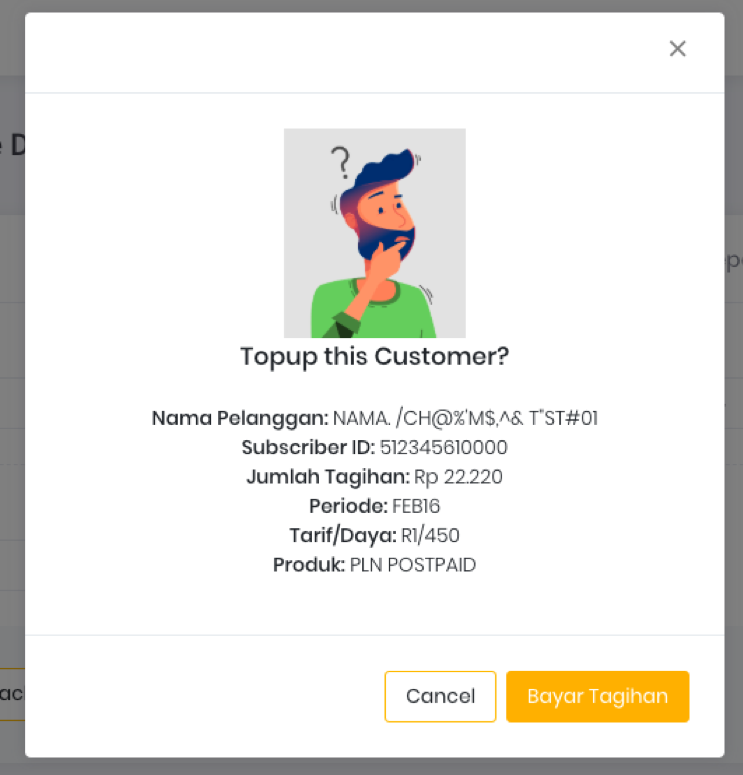 ×
?
Topup this Customer?
Nama Pelanggan: NAMA. /CH@%'M$,^& T"ST#01
Subscriber ID: 512345610000
Jumlah Tagihan: Rp 22.220
Periode: FEB16
Tarif/Daya: R1/450
Produk: PLN POSTPAID
Cancel Bayar Tagihan